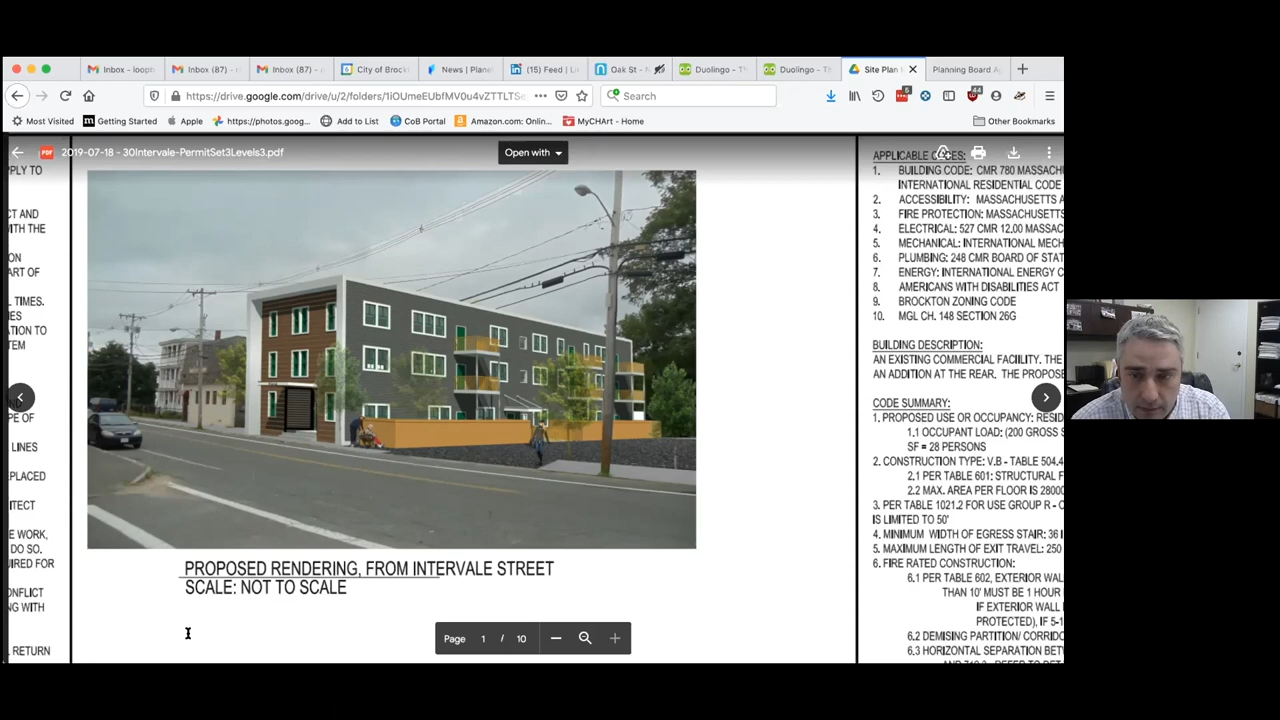 Inbox - looph
Inbox (87) - r
Inbox (87) -
City of Brock
News | Plane
(15) Feed | Li
Oak St - N
Duolingo - Th
Duolingo - Th
Site Plan
Planning Board Ag
https://drive.google.com/drive/u/2/folders/
Search
Most Visited
Getting Started
Apple
https://photos.goog...
Add to List
CoB Portal
Amazon.com: Onlin...
MyCHArt - Home
Other Bookmarks
2019-07-18 - 30Intervale-PermitSet3Levels3.pdf
Open with
PLY TO
CT AND
WITH THE
ON
ART OF
L TIMES.
IES
ATION TO
TEM
PE OF
LINES
PLACED
ITECT
E WORK,
DO SO.
UIRED FOR
ONFLICT
NG WITH
RETURN
PROPOSED RENDERING, FROM INTERVALE STREET
SCALE: NOT TO SCALE
Page 1 / 10
APPLICABLE CODES:
1. BUILDING CODE: CMR 780 MASSACHU
INTERNATIONAL RESIDENTIAL CODE
2. ACCESSIBILITY: MASSACHUSETTS A
3. FIRE PROTECTION: MASSACHUSETTS
4. ELECTRICAL: 527 CMR 12.00 MASSAC
5. MECHANICAL: INTERNATIONAL MECH
6. PLUMBING: 248 CMR BOARD OF STAT
7. ENERGY: INTERNATIONAL ENERGY C
8. AMERICANS WITH DISABILITIES ACT
9. BROCKTON ZONING CODE
10. MGL CH. 148 SECTION 26G
BUILDING DESCRIPTION:
AN EXISTING COMMERCIAL FACILITY. THE
AN ADDITION AT THE REAR. THE PROPOSE
CODE SUMMARY:
1. PROPOSED USE OR OCCUPANCY: RESID
1.1 OCCUPANT LOAD: (200 GROSS S
SF = 28 PERSONS
2. CONSTRUCTION TYPE: V.B - TABLE 504.4
2.1 PER TABLE 601: STRUCTURAL F
2.2 MAX. AREA PER FLOOR IS 28000
3. PER TABLE 1021.2 FOR USE GROUP R -
IS LIMITED TO 50'
4. MINIMUM WIDTH OF EGRESS STAIR: 36 I
5. MAXIMUM LENGTH OF EXIT TRAVEL: 250
6. FIRE RATED CONSTRUCTION:
6.1 PER TABLE 602, EXTERIOR WAL
THAN 10' MUST BE 1 HOUR
IF EXTERIOR WALL
PROTECTED), IF 5-1
6.2 DEMISING PARTITION/ CORRIDO
6.3 HORIZONTAL SEPARATION BET